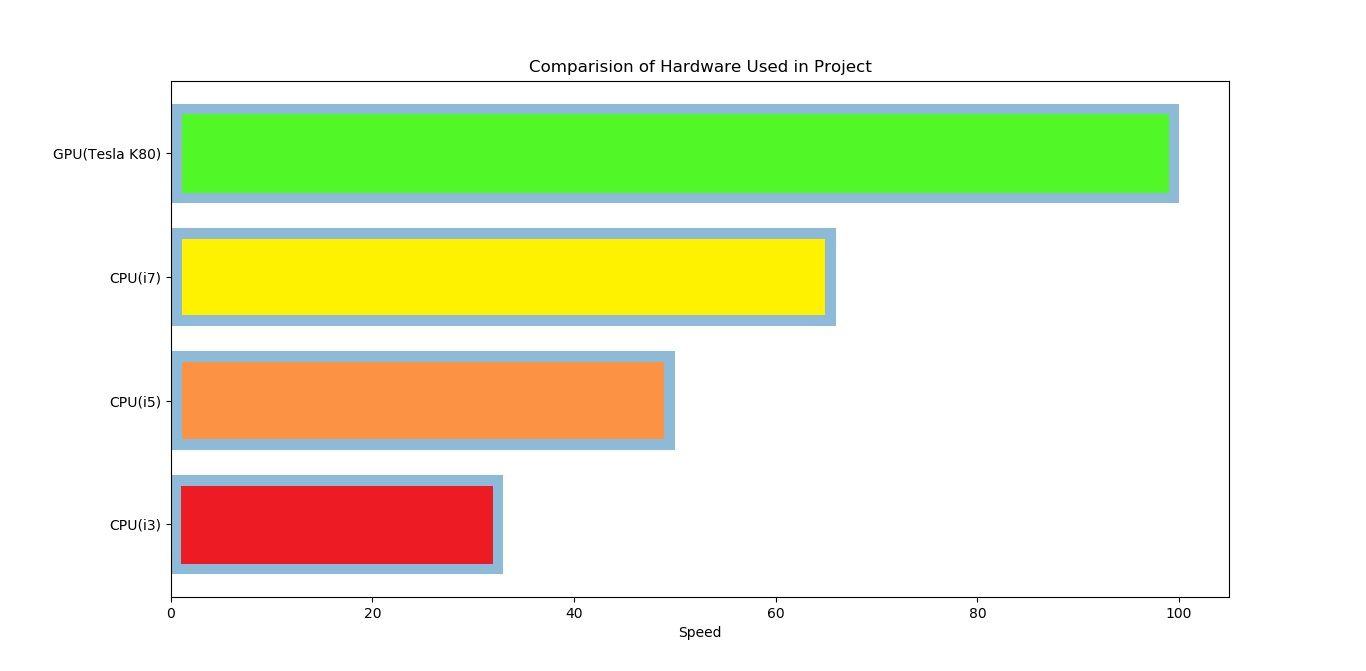 Comparision of Hardware Used in Project
GPU(Tesla K80)
CPU(i7)
CPU(i5)
CPU(i3)
0 20 40 60 80 100
Speed